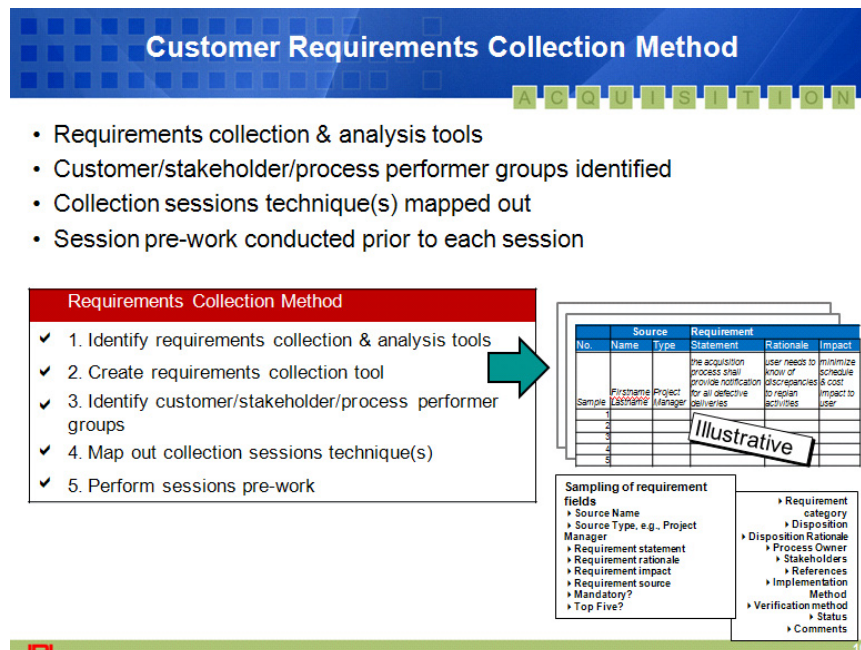 Customer Requirements Collection Method
A C Q U I S I T I O N
• Requirements collection & analysis tools
• Customer/stakeholder/process performer groups identified
• Collection sessions technique(s) mapped out
• Session pre-work conducted prior to each session
Requirements Collection Method
✔ 1. Identify requirements collection & analysis tools
✔ 2. Create requirements collection tool
✔ 3. Identify customer/stakeholder/process performer
groups
✔ 4. Map out collection sessions technique(s)
✔ 5. Perform sessions pre-work
Source Requirement
No. Name Type Statement Rationale Impact
the acquisition user needs to minimize
process shall know of schedule
provide notification discrepancies & cost
Firstname Project for all defective to replan impact to
Sample Lastname Manager deliveries activities user
1
2
3
4
5
Illustrative
Sampling of requirement
fields
Source Name
Source Type, e.g., Project
Manager
Requirement statement
Requirement rationale
Requirement impact
Requirement source
Mandatory?
Top Five?
Requirement
category
Disposition
Disposition Rationale
Process Owner
Stakeholders
References
Implementation
Method
Verification method
Status
Comments